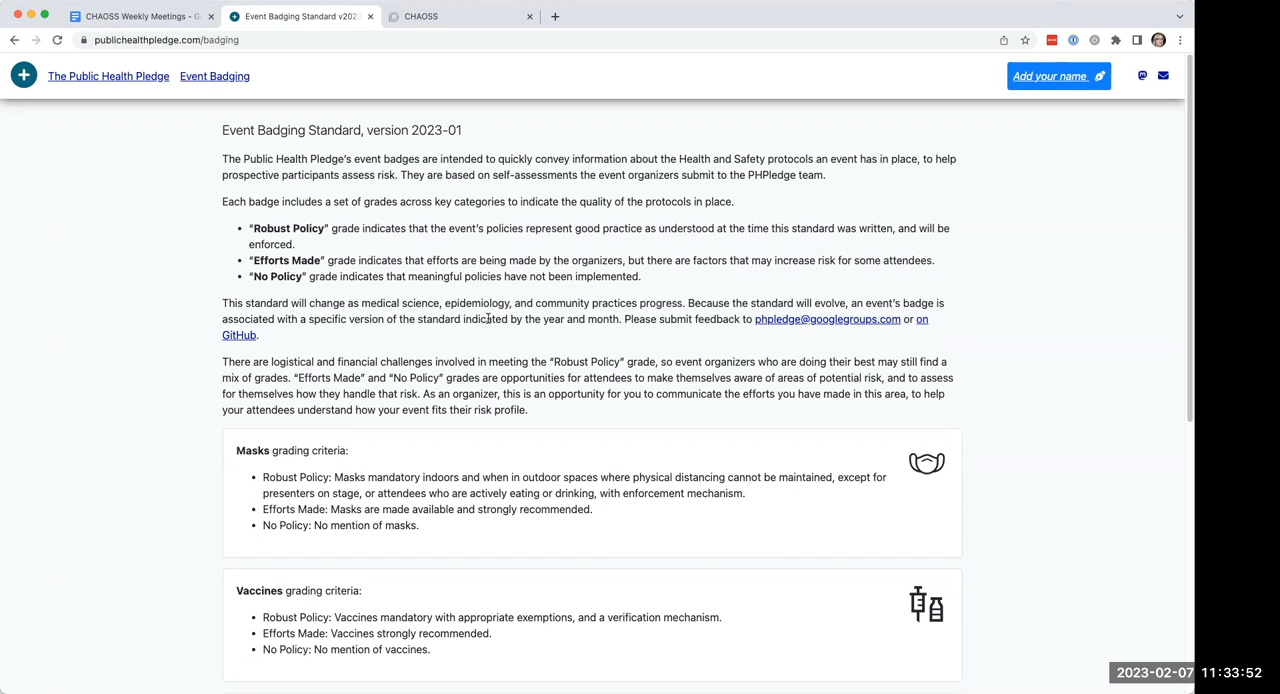 CHAOSS Weekly Meetings - G
Event Badging Standard v2023
CHAOSS
publichealthpledge.com/badging
The Public Health Pledge
Event Badging
Add your name
Event Badging Standard, version 2023-01
The Public Health Pledge's event badges are intended to quickly convey information about the Health and Safety protocols an event has in place, to help
prospective participants assess risk. They are based on self-assessments the event organizers submit to the PHPledge team.
Each badge includes a set of grades across key categories to indicate the quality of the protocols in place.
• “Robust Policy” grade indicates that the event's policies represent good practice as understood at the time this standard was written, and will be
enforced.
• “Efforts Made” grade indicates that efforts are being made by the organizers, but there are factors that may increase risk for some attendees.
• “No Policy” grade indicates that meaningful policies have not been implemented.
This standard will change as medical science, epidemiology, and community practices progress. Because the standard will evolve, an event's badge is
associated with a specific version of the standard indicated by the year and month. Please submit feedback to phpledge@googlegroups.com or on
GitHub.
There are logistical and financial challenges involved in meeting the “Robust Policy” grade, so event organizers who are doing their best may still find a
mix of grades. “Efforts Made” and “No Policy” grades are opportunities for attendees to make themselves aware of areas of potential risk, and to assess
for themselves how they handle that risk. As an organizer, this is an opportunity for you to communicate the efforts you have made in this area, to help
your attendees understand how your event fits their risk profile.
Masks grading criteria:
• Robust Policy: Masks mandatory indoors and when in outdoor spaces where physical distancing cannot be maintained, except for
presenters on stage, or attendees who are actively eating or drinking, with enforcement mechanism.
• Efforts Made: Masks are made available and strongly recommended.
• No Policy: No mention of masks.
Vaccines grading criteria:
• Robust Policy: Vaccines mandatory with appropriate exemptions, and a verification mechanism.
• Efforts Made: Vaccines strongly recommended.
• No Policy: No mention of vaccines.
2023-02-07 11:33:52